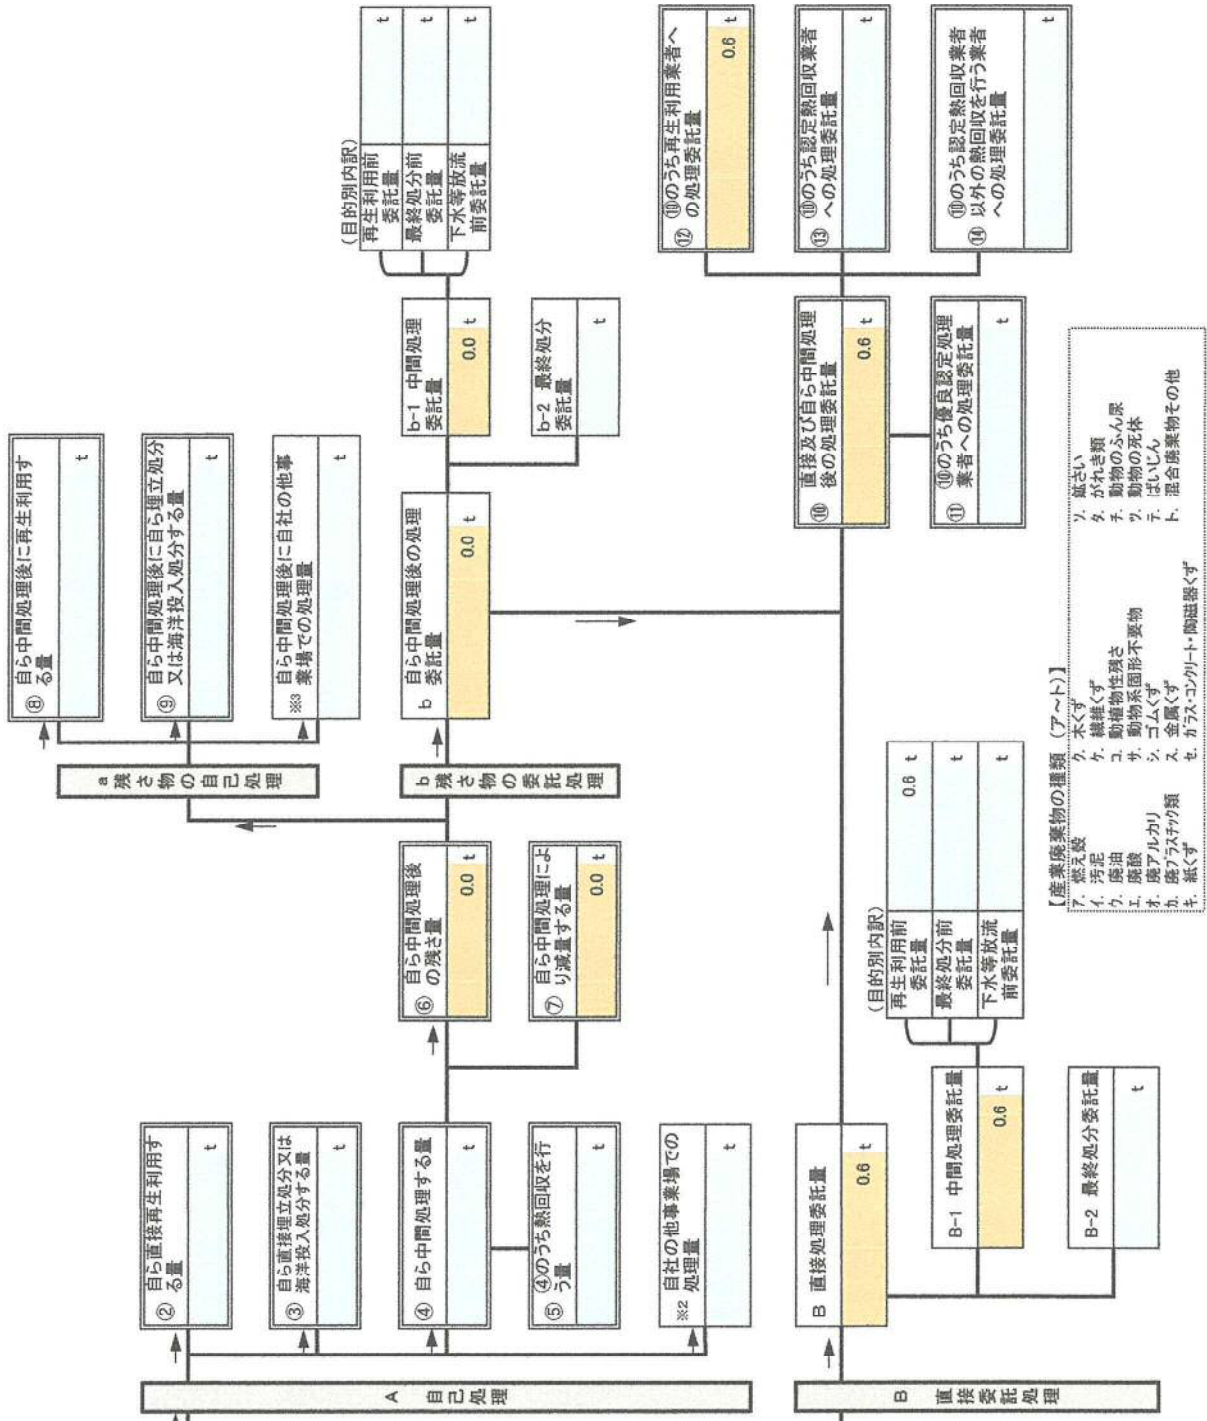 A 自己処理
② 自ら直接再生利用す
る量
t
③ 自ら直接埋立処分又は
海洋投入処分する量
t
④ 自ら中間処理する量
t
⑤ ④のうち熱回収を行
う量
t
※2 自社の他事業場での
処理量
t
⑥ 自ら中間処理後
の残さ量
0.0 t
⑦ 自ら中間処理によ
り減量する量
0.0 t
a 残さ物の自己処理
⑧ 自ら中間処理後に再生利用す
る量
t
⑨ 自ら中間処理後に自ら埋立処分
又は海洋投入処分する量
t
※3 自ら中間処理後に自社の他事
業場での処理量
t
b 残さ物の委託処理
b 自ら中間処理後の処理
委託量
0.0 t
b-1 中間処理
委託量
0.0 t
b-2 最終処分
委託量
t
(目的別内訳)
再生利用前
委託量
t
最終処分前
委託量
t
下水等放流
前委託量
t
B 直接委託処理
B 直接処理委託量
0.6 t
B-1 中間処理委託量
0.6 t
B-2 最終処分委託量
t
(目的別内訳)
再生利用前
委託量
0.6 t
最終処分前
委託量
t
下水等放流
前委託量
t
⑩ 直接及び自ら中間処理
後の処理委託量
0.6 t
⑪ ⑩のうち優良認定処理
業者への処理委託量
t
⑫ ⑩のうち再生利用業者へ
の処理委託量
0.6 t
⑬ ⑩のうち認定熱回収業者
への処理委託量
t
⑭ ⑩のうち認定熱回収業者
以外の熱回収を行う業者
への処理委託量
t
【産業廃棄物の種類 (ア~ト)】
ア. 燃え殻
イ. 汚泥
ウ. 廃油
エ. 廃酸
オ. 廃アルカリ
カ. 廃プラスチック類
キ. 紙くず
ク. 木くず
ケ. 繊維くず
コ. 動植物性残さ
サ. 動物系固形不要物
シ. ゴムくず
ス. 金属くず
セ. ガラス・コンクリート・陶磁器くず
ソ. 鉱さい
タ. がれき類
チ. 動物のふん尿
ツ. 動物の死体
テ. ばいじん
ト. 混合廃棄物その他